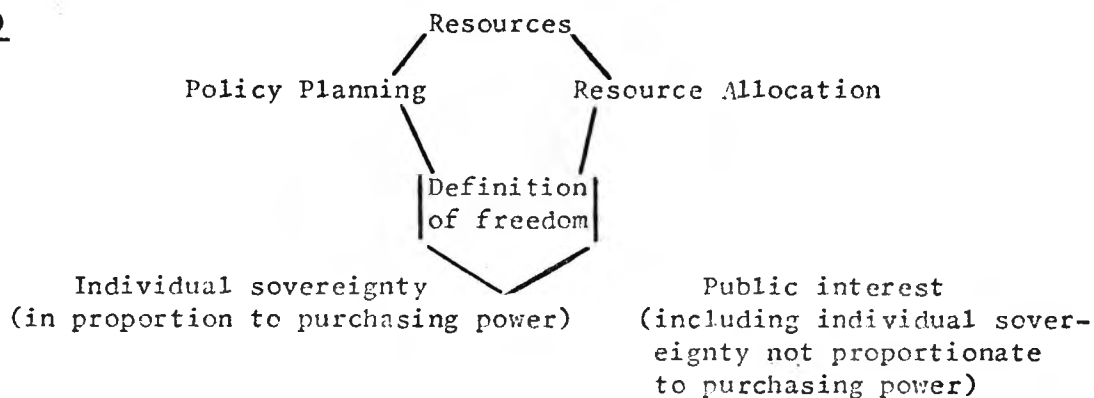 Resources
Policy Planning Resource Allocation
Definition
of freedom
Individual sovereignty Public interest
(in proportion to purchasing power) (including individual sover-
eignty not proportionate
to purchasing power)